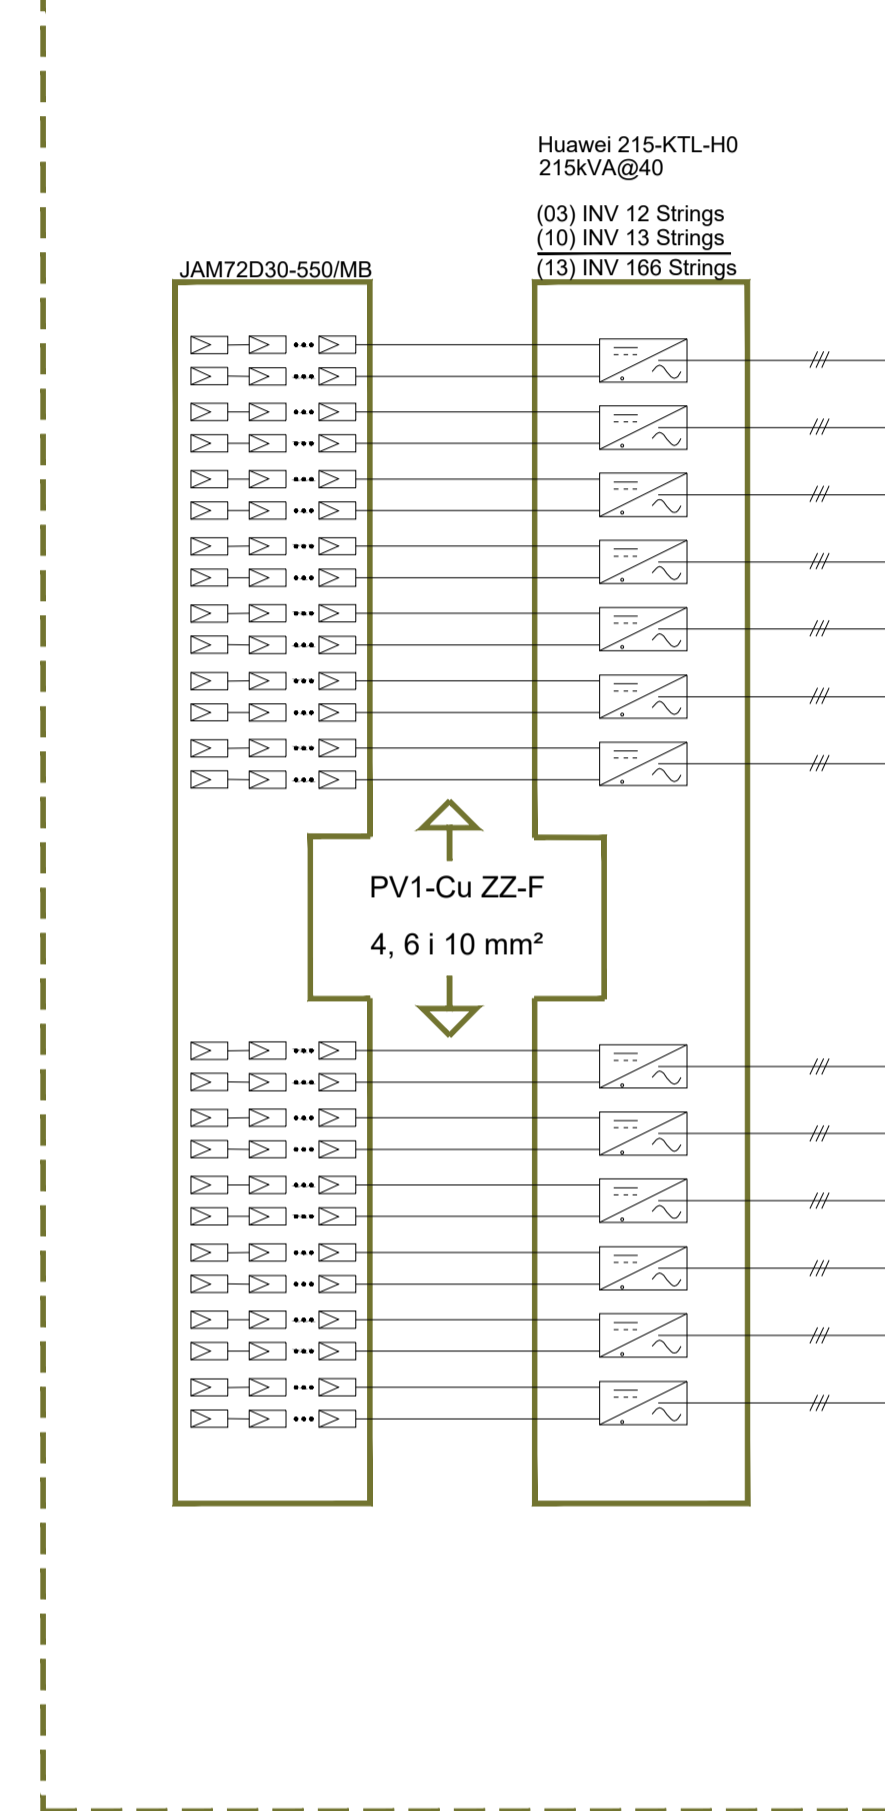 Huawei 215-KTL-H0
215kVA@40
(03) INV 12 Strings
(10) INV 13 Strings
(13) INV 166 Strings
JAM72D30-550/MB
PV1-Cu ZZ-F
4, 6 i 10 mm²